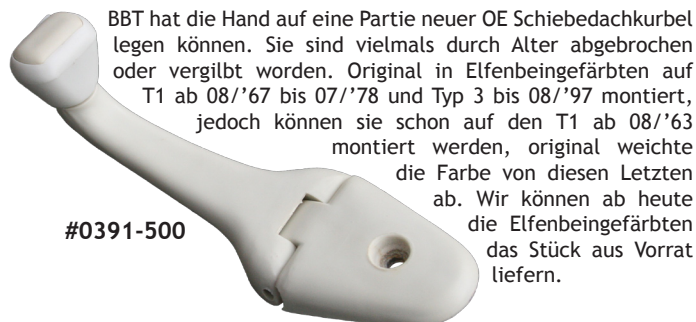 BBT hat die Hand auf eine Partie neuer OE Schiebedachkurbel
legen können. Sie sind vielmals durch Alter abgebrochen
oder vergilbt worden. Original in Elfenbeingefärbten auf
T1 ab 08/’67 bis 07/’78 und Typ 3 bis 08/’97 montiert,
jedoch können sie schon auf den T1 ab 08/’63
montiert werden, original weichte
die Farbe von diesen Letzten
ab. Wir können ab heute
die Elfenbeingefärbten
das Stück aus Vorrat
liefern.
#0391-500